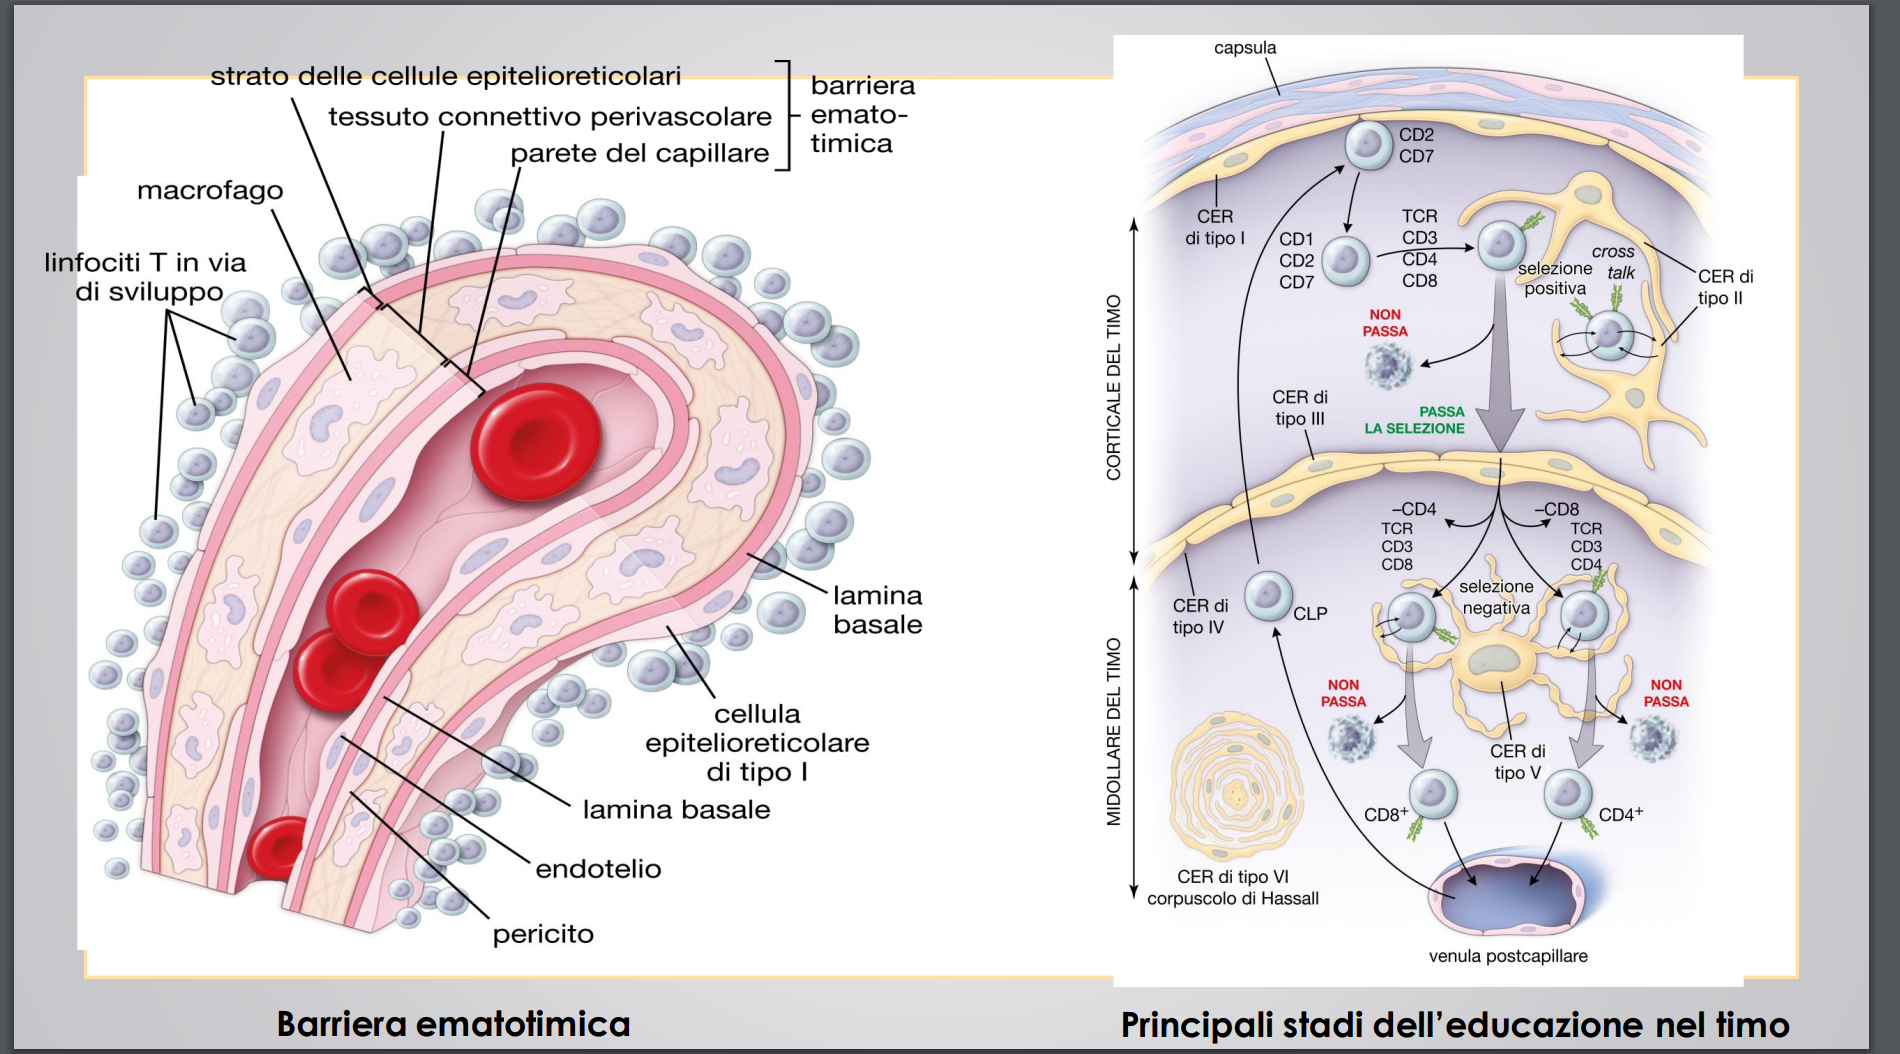 strato delle cellule epitelioreticolari
tessuto connettivo perivascolare
parete del capillare
barriera
emato-
timica
macrofago
linfociti T in via
di sviluppo
lamina
basale
cellula
epitelioreticolare
di tipo I
lamina basale
endotelio
pericito
Barriera ematotimica
capsula
CD2
CD7
CER
di tipo I
CD1
CD2
CD7
TCR
CD3
CD4
CD8
selezione
positiva
cross
talk
CER di
tipo II
NON
PASSA
CORTICALE DEL TIMO
CER di
tipo III
PASSA
LA SELEZIONE
–CD4
TCR
CD3
CD8
–CD8
TCR
CD3
CD4
selezione
negativa
CER di
tipo IV
CLP
MIDOLLARE DEL TIMO
NON
PASSA
NON
PASSA
CER di
tipo V
CD8+
CD4+
CER di tipo VI
corpuscolo di Hassall
venula postcapillare
Principali stadi dell’educazione nel timo